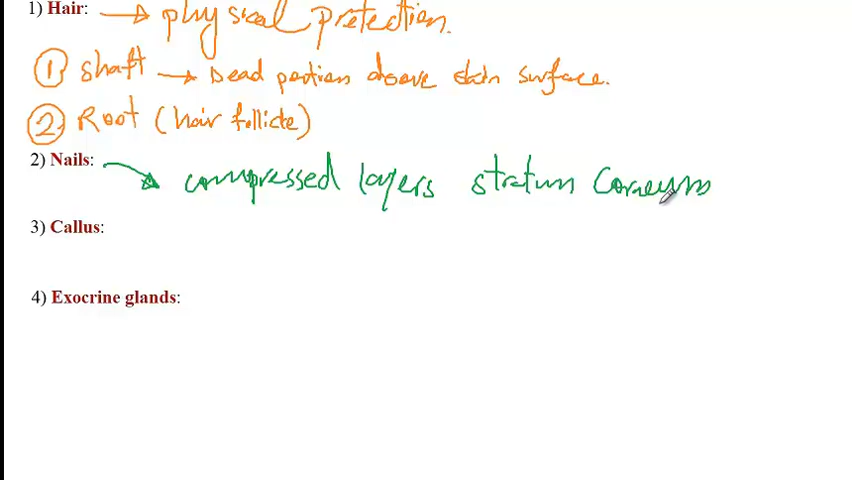 1) Hair: → physical protection.
① Shaft → Dead portion above skin surface.
② Root (hair follicle)
2) Nails: → compressed layers stratum Corneum
3) Callus:
4) Exocrine glands: